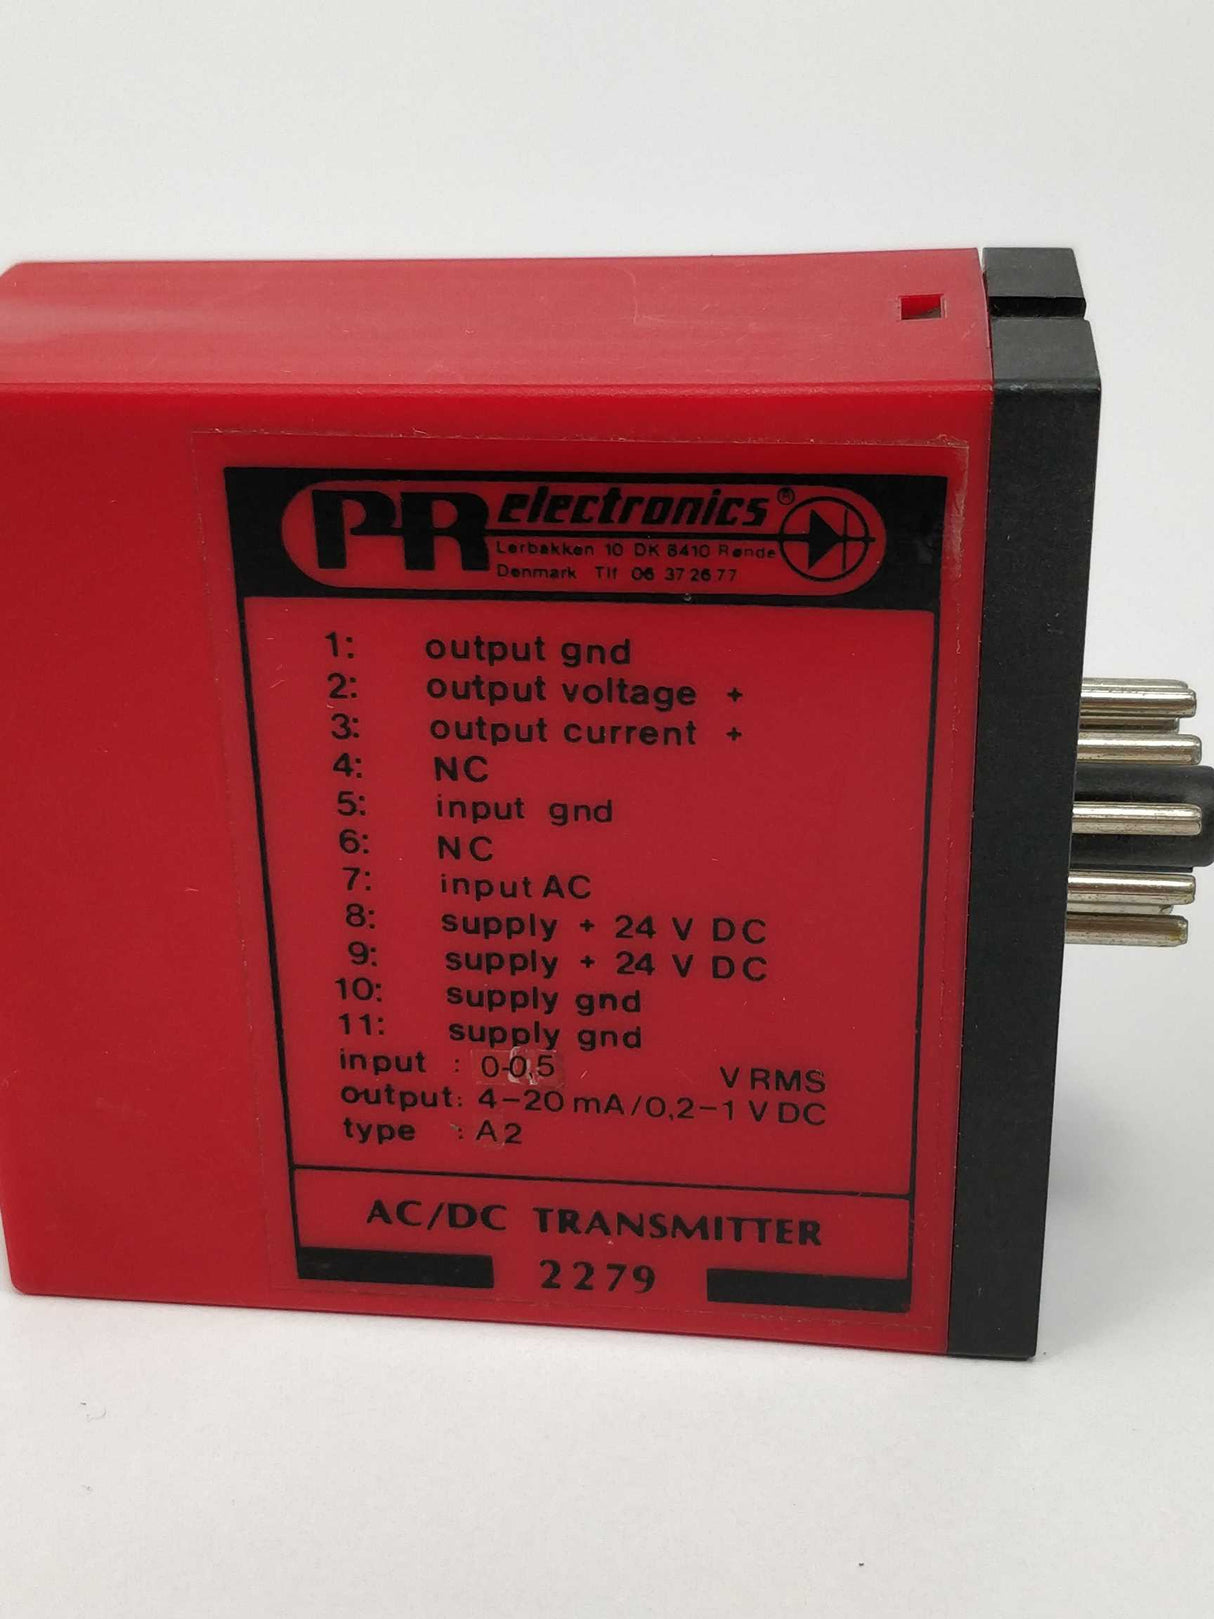 PR electronics®
Lerbakken 10 DK 8410 Rønde
Denmark Tlf 06 37 26 77
1: output gnd
2: output voltage +
3: output current +
4: NC
5: input gnd
6: NC
7: input AC
8: supply + 24 V DC
9: supply + 24 V DC
10: supply gnd
11: supply gnd
input : 0-0,5 V RMS
output: 4-20 mA/0,2-1 V DC
type : A2
AC/DC TRANSMITTER
2279